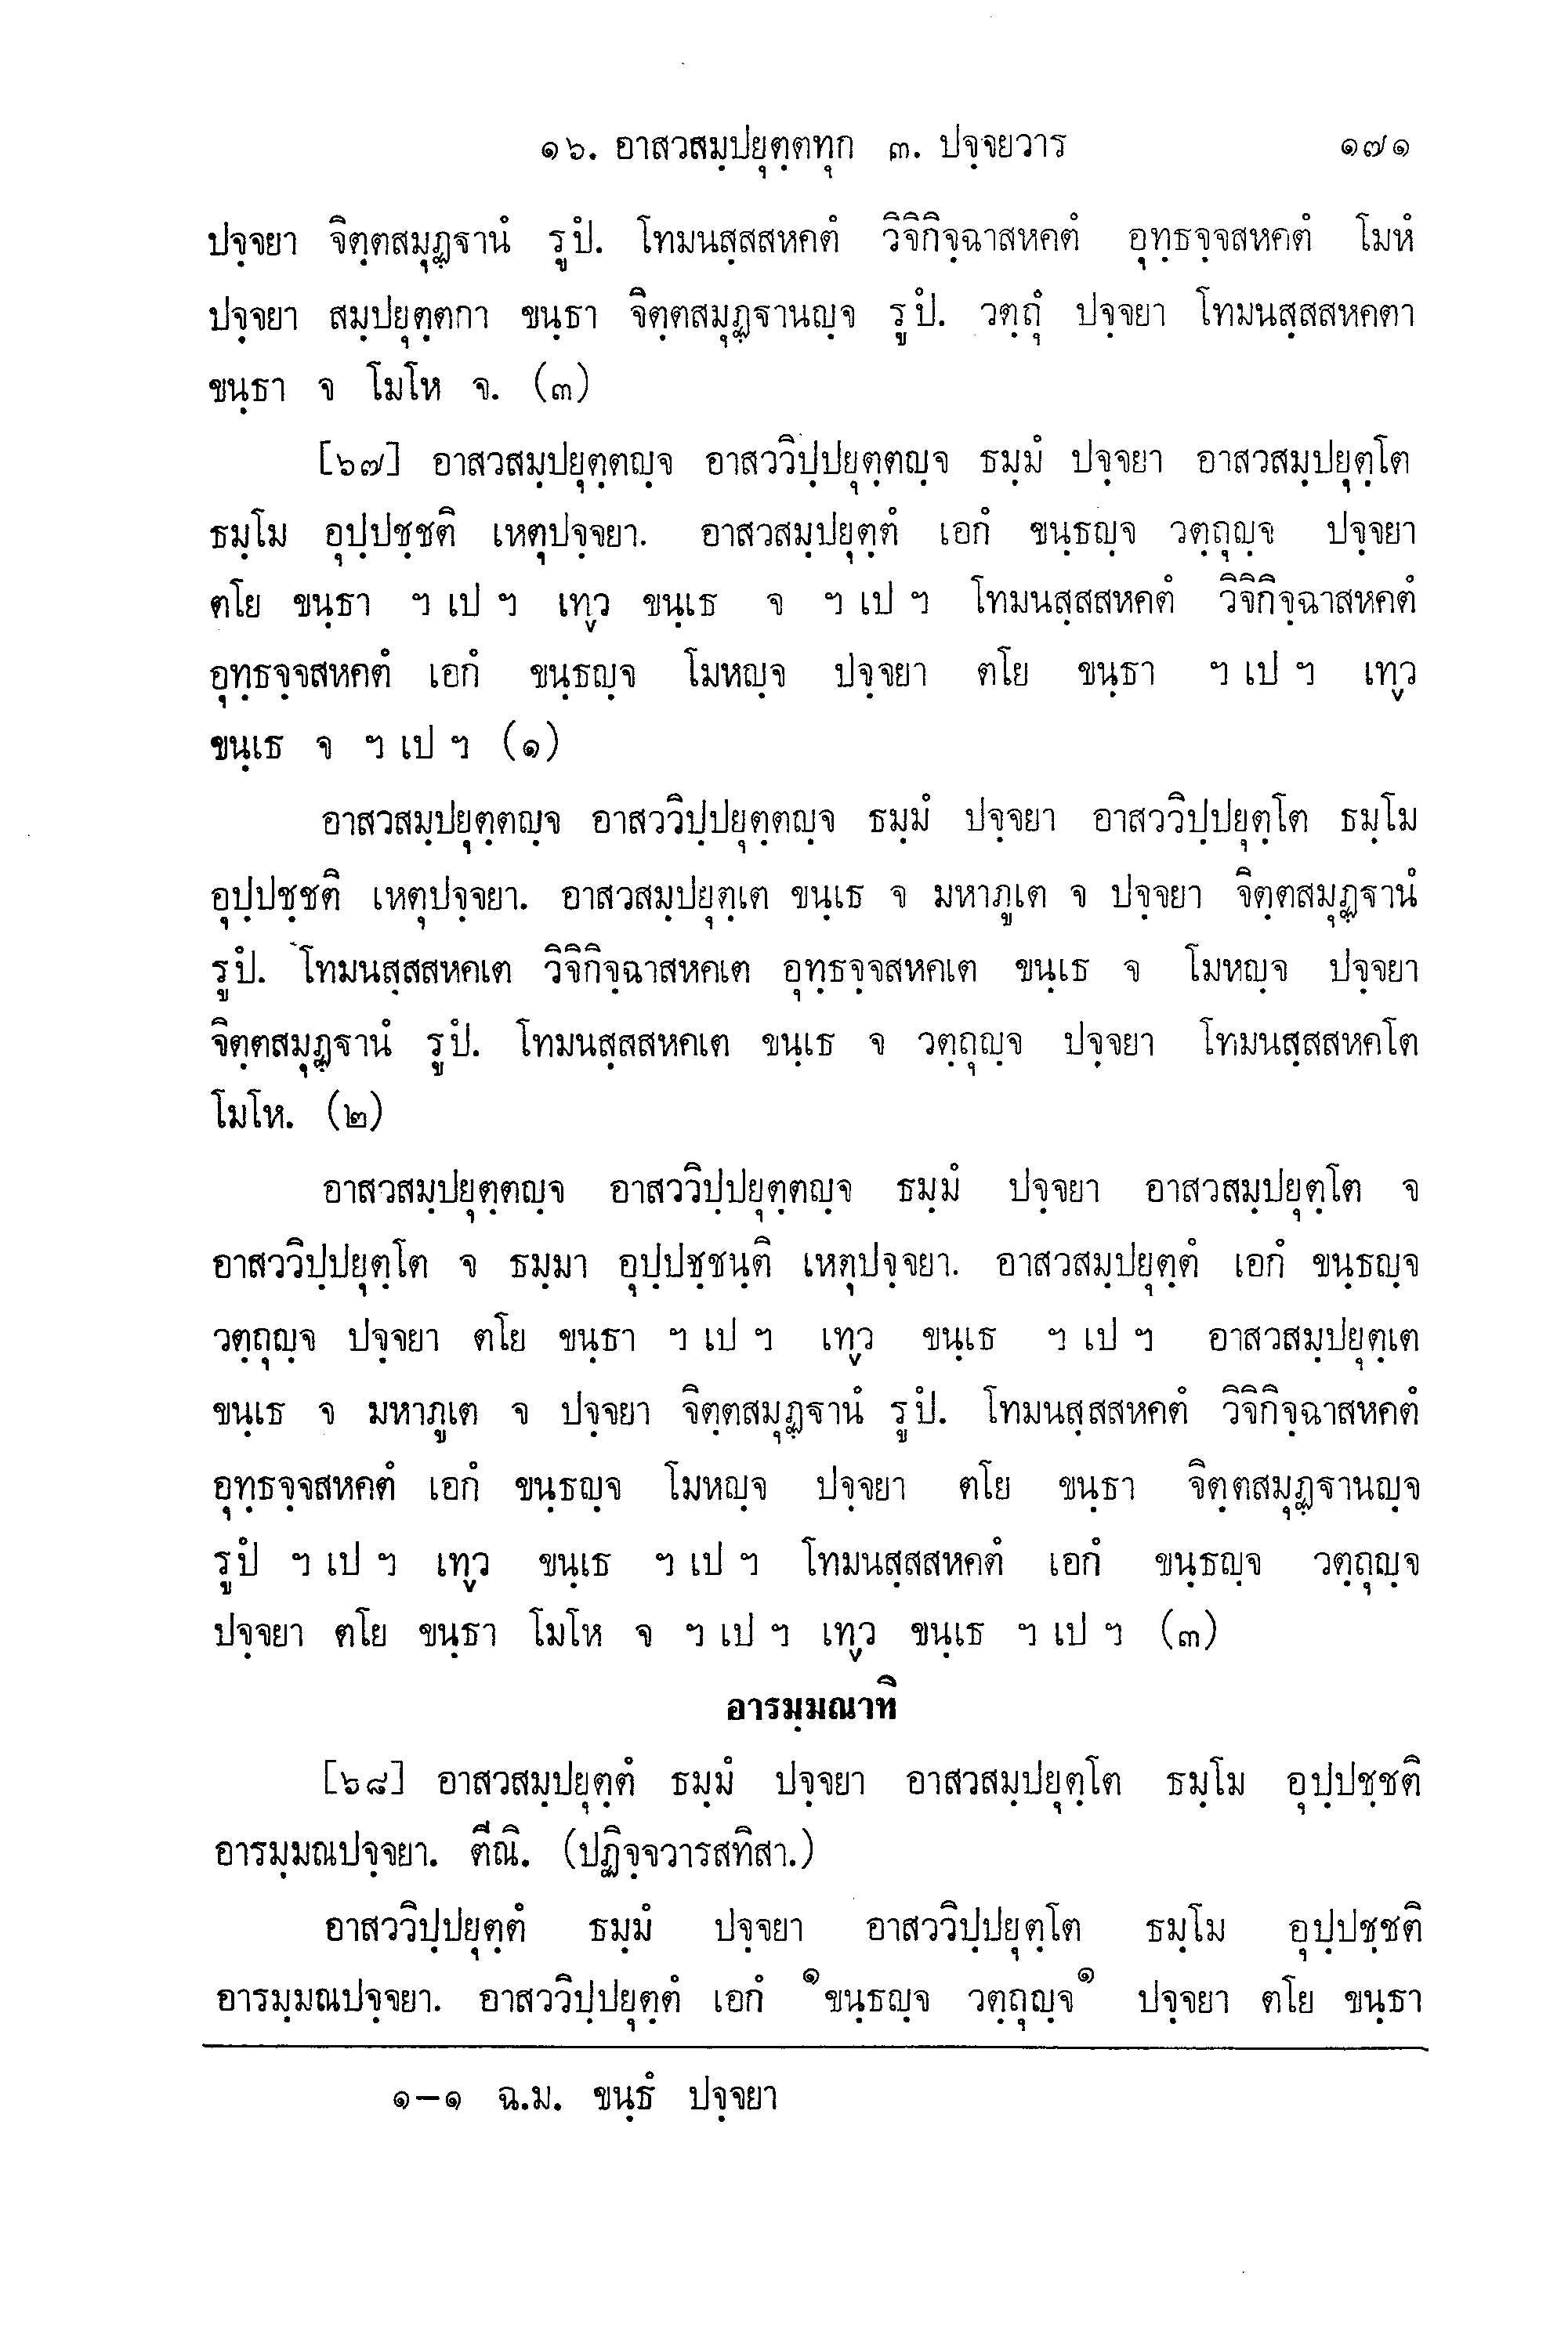 ๑๖. อาสวสมฺปยุตฺตทุก ๓. ปจฺจยวาร ๑๗๑
ปจฺจยา จิตฺตสมุฏฺฐานํ รูปํ. โทมนสฺสสหคตํ วิจิกิจฺฉาสหคตํ อุทฺธจฺจสหคตํ โมหํ
ปจฺจยา สมฺปยุตฺตกา ขนฺธา จิตฺตสมุฏฺฐานญฺจ รูปํ. วตฺถุํ ปจฺจยา โทมนสฺสสหคตา
ขนฺธา จ โมโห จ. (๓)
[๖๗] อาสวสมฺปยุตฺตญฺจ อาสววิปฺปยุตฺตญฺจ ธมฺมํ ปจฺจยา อาสวสมฺปยุตฺโต
ธมฺโม อุปฺปชฺชติ เหตุปจฺจยา. อาสวสมฺปยุตฺตํ เอกํ ขนฺธญฺจ วตฺถุญฺจ ปจฺจยา
ตโย ขนฺธา ฯ เป ฯ เทฺว ขนฺเธ จ ฯ เป ฯ โทมนสฺสสหคตํ วิจิกิจฺฉาสหคตํ
อุทฺธจฺจสหคตํ เอกํ ขนฺธญฺจ โมหญฺจ ปจฺจยา ตโย ขนฺธา ฯ เป ฯ เทฺว
ขนฺเธ จ ฯ เป ฯ (๑)
อาสวสมฺปยุตฺตญฺจ อาสววิปฺปยุตฺตญฺจ ธมฺมํ ปจฺจยา อาสววิปฺปยุตฺโต ธมฺโม
อุปฺปชฺชติ เหตุปจฺจยา. อาสวสมฺปยุตฺเต ขนฺเธ จ มหาภูเต จ ปจฺจยา จิตฺตสมุฏฺฐานํ
รูปํ. โทมนสฺสสหคเต วิจิกิจฺฉาสหคเต อุทฺธจฺจสหคเต ขนฺเธ จ โมหญฺจ ปจฺจยา
จิตฺตสมุฏฺฐานํ รูปํ. โทมนสฺสสหคเต ขนฺเธ จ วตฺถุญฺจ ปจฺจยา โทมนสฺสสหคโต
โมโห. (๒)
อาสวสมฺปยุตฺตญฺจ อาสววิปฺปยุตฺตญฺจ ธมฺมํ ปจฺจยา อาสวสมฺปยุตฺโต จ
อาสววิปฺปยุตฺโต จ ธมฺมา อุปฺปชฺชนฺติ เหตุปจฺจยา. อาสวสมฺปยุตฺตํ เอกํ ขนฺธญฺจ
วตฺถุญฺจ ปจฺจยา ตโย ขนฺธา ฯ เป ฯ เทฺว ขนฺเธ ฯ เป ฯ อาสวสมฺปยุตฺเต
ขนฺเธ จ มหาภูเต จ ปจฺจยา จิตฺตสมุฏฺฐานํ รูปํ. โทมนสฺสสหคตํ วิจิกิจฺฉาสหคตํ
อุทฺธจฺจสหคตํ เอกํ ขนฺธญฺจ โมหญฺจ ปจฺจยา ตโย ขนฺธา จิตฺตสมุฏฺฐานญฺจ
รูปํ ฯ เป ฯ เทฺว ขนฺเธ ฯ เป ฯ โทมนสฺสสหคตํ เอกํ ขนฺธญฺจ วตฺถุญฺจ
ปจฺจยา ตโย ขนฺธา โมโห จ ฯ เป ฯ เทฺว ขนฺเธ ฯ เป ฯ (๓)
อารมฺมณาทิ
[๖๘] อาสวสมฺปยุตฺตํ ธมฺมํ ปจฺจยา อาสวสมฺปยุตฺโต ธมฺโม อุปฺปชฺชติ
อารมฺมณปจฺจยา. ตีณิ. (ปฏิจฺจวารสทิสา.)
อาสววิปฺปยุตฺตํ ธมฺมํ ปจฺจยา อาสววิปฺปยุตฺโต ธมฺโม อุปฺปชฺชติ
อารมฺมณปจฺจยา. อาสววิปฺปยุตฺตํ เอกํ ๑ขนฺธญฺจ วตฺถุญฺจ๑ ปจฺจยา ตโย ขนฺธา
๑–๑ ฉ.ม. ขนฺธํ ปจฺจยา